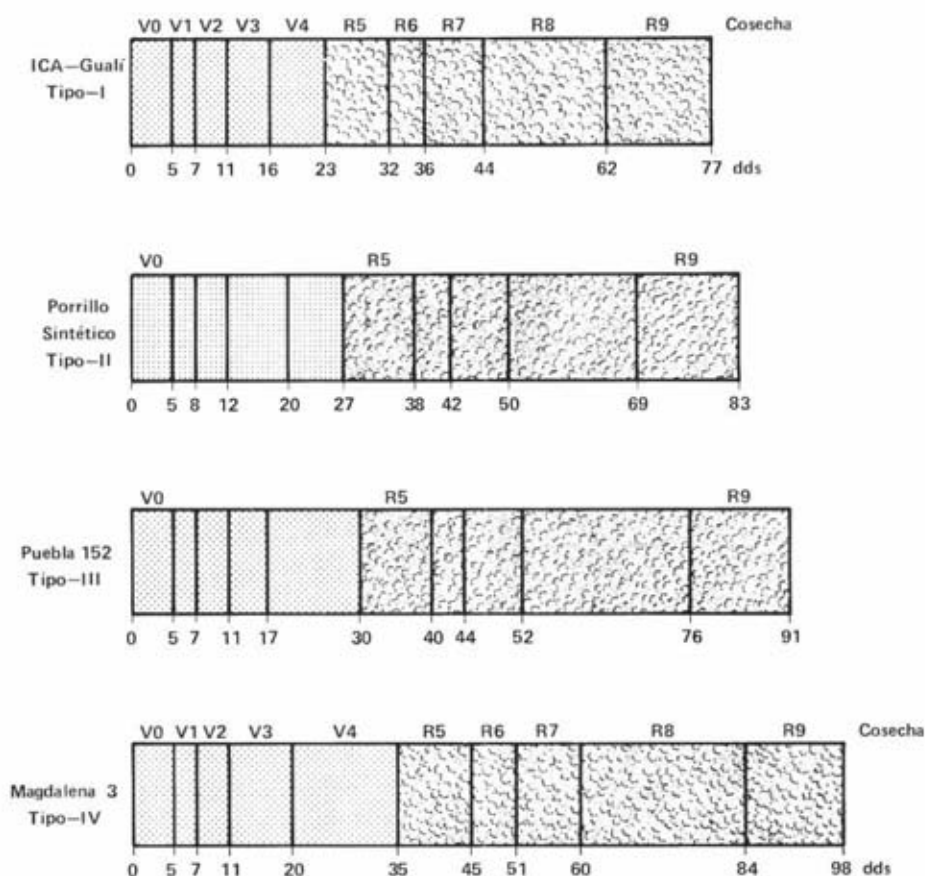 V0 V1 V2 V3 V4 R5 R6 R7 R8 R9 Cosecha
ICA—Gualí
Tipo—I
0 5 7 11 16 23 32 36 44 62 77 dds
V0 R5 R9
Porrillo
Sintético
Tipo—II
0 5 8 12 20 27 38 42 50 69 83
V0 R5 R9
Puebla 152
Tipo—III
0 5 7 11 17 30 40 44 52 76 91
V0 V1 V2 V3 V4 R5 R6 R7 R8 R9 Cosecha
Magdalena 3
Tipo—IV
0 5 7 11 20 35 45 51 60 84 98 dds